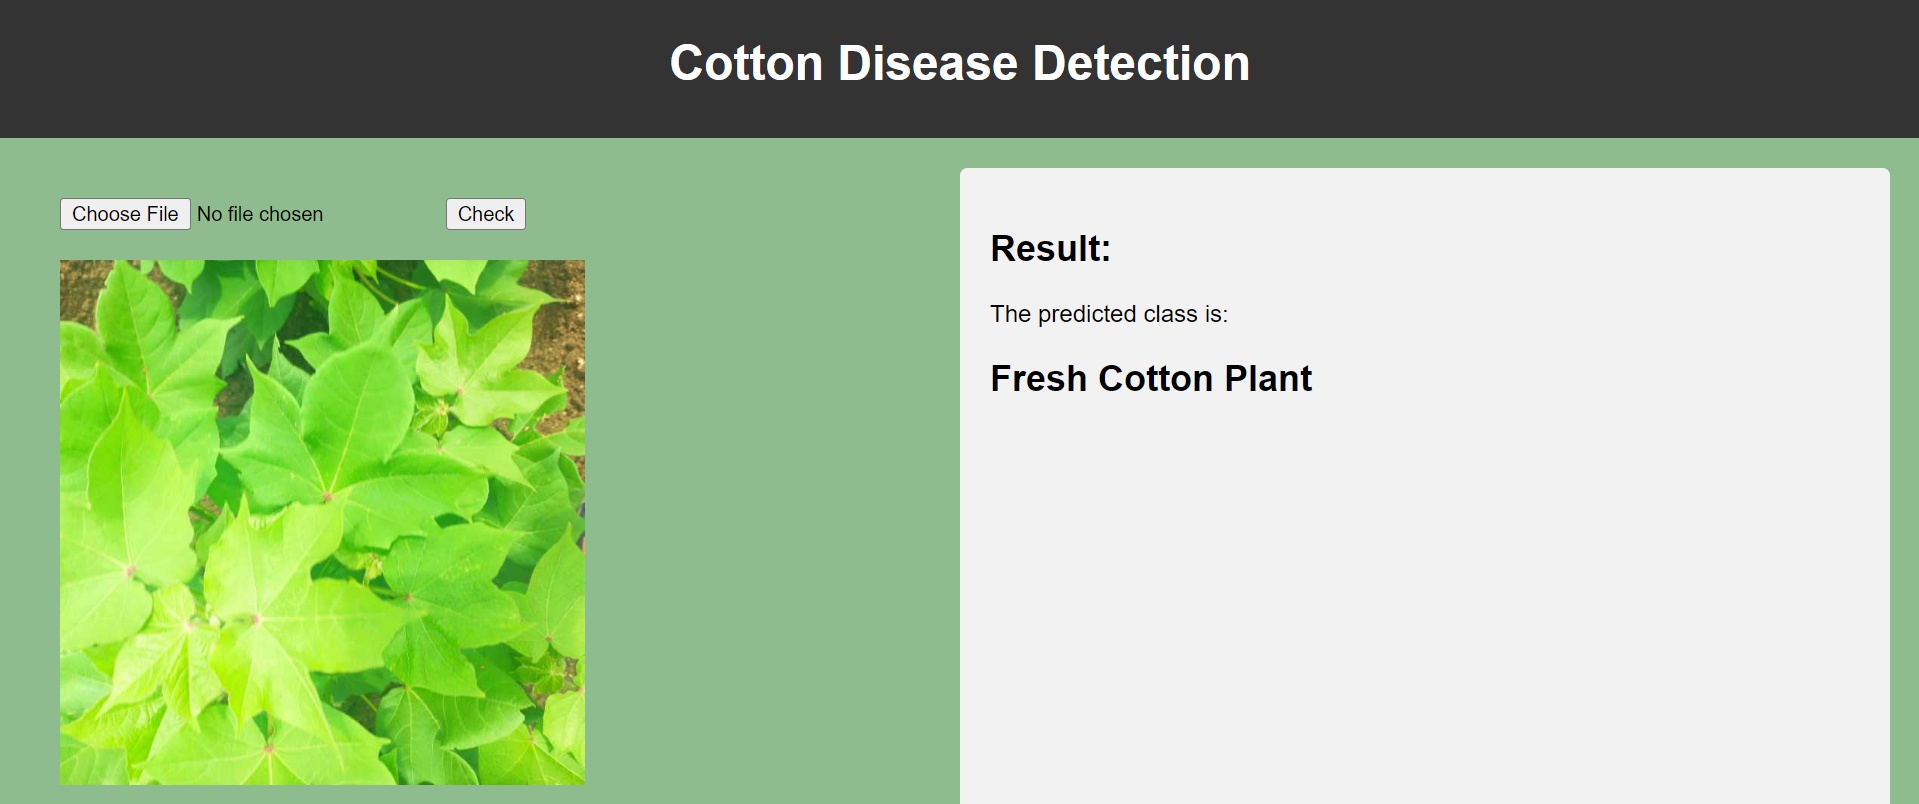 Cotton Disease Detection
Choose File No file chosen Check
Result:
The predicted class is:
Fresh Cotton Plant